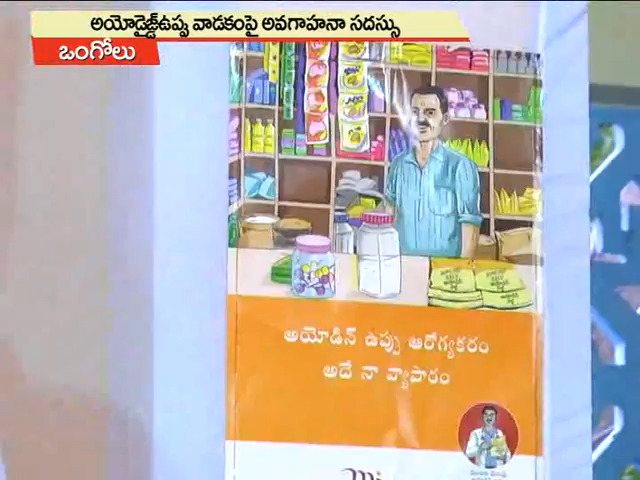 అయోడైజ్డ్ఉప్పు వాడకంపై అవగాహనా సదస్సు
ఒంగోలు
అయోడిన్ ఉప్పు ఆరోగ్యకరం
అదే నా వ్యాపారం